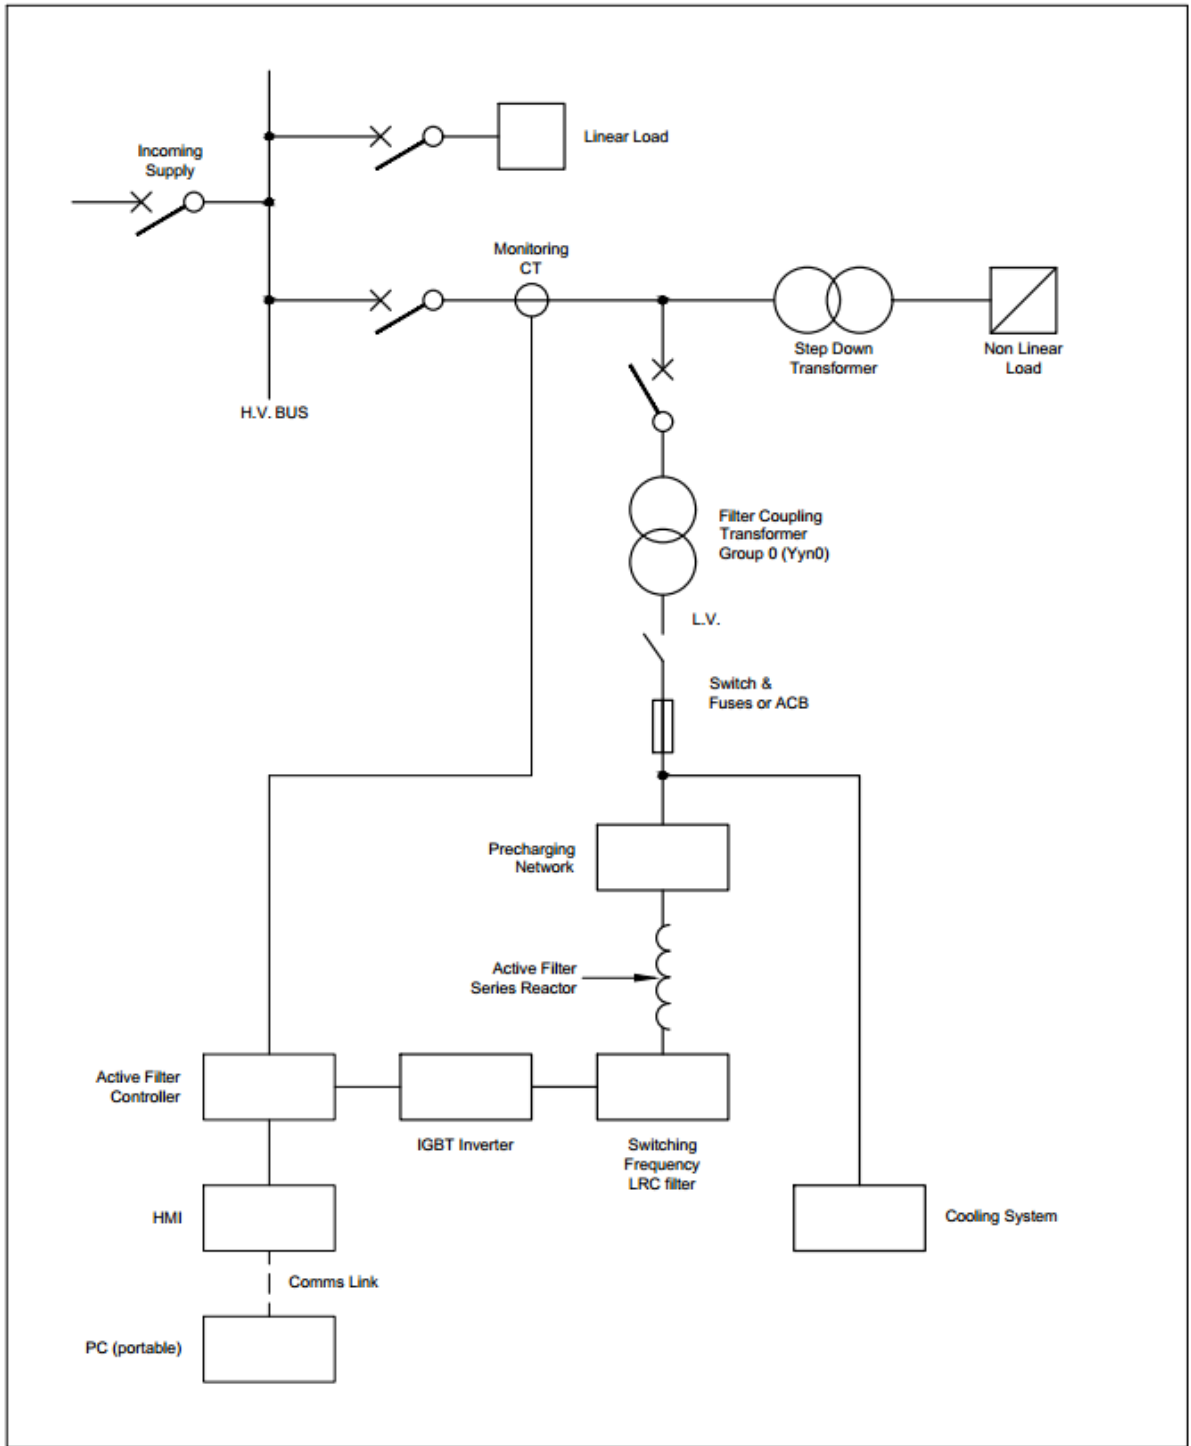 Linear Load
Incoming
Supply
Monitoring
CT
Step Down
Transformer
Non Linear
Load
H.V. BUS
Filter Coupling
Transformer
Group 0 (Yyn0)
L.V.
Switch &
Fuses or ACB
Precharging
Network
Active Filter
Series Reactor
Active Filter
Controller
IGBT Inverter
Switching
Frequency
LRC filter
HMI
Cooling System
Comms Link
PC (portable)